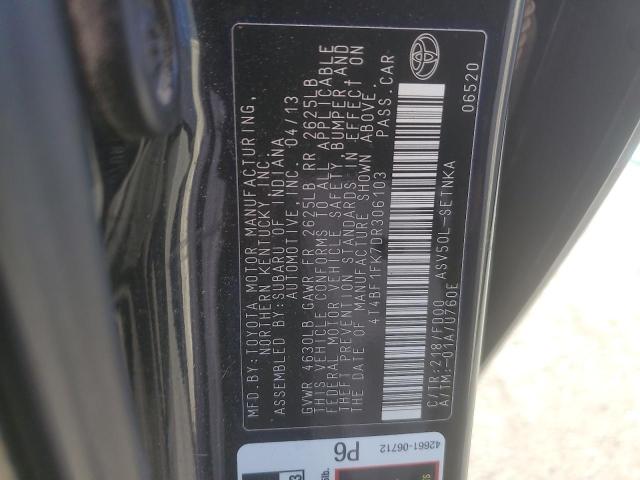 MFD. BY: TOYOTA MOTOR MANUFACTURING,
NORTHERN KENTUCKY, INC.
ASSEMBLED BY: SUBARU OF INDIANA
AUTOMOTIVE, INC. 04/13
GVWR 4630LB GAWR FR 2625LB RR 2625LB
THIS VEHICLE CONFORMS TO ALL APPLICABLE
FEDERAL MOTOR VEHICLE SAFETY, BUMPER, AND
THEFT PREVENTION STANDARDS IN EFFECT ON
THE DATE OF MANUFACTURE SHOWN ABOVE.
4T4BF1FK7DR306103 PASS.CAR
C/TR:218/AFD90 ASV50L-SETNKA
A/TM:-01A/U760E 06520
42661-06712
P6